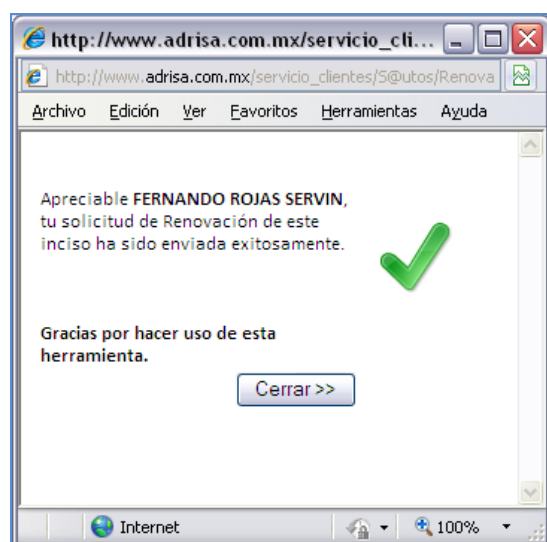 http://www.adrisa.com.mx/servicio_cli...
http://www.adrisa.com.mx/servicio_clientes/S@utos/Renova
Archivo Edición Ver Favoritos Herramientas Ayuda
Apreciable FERNANDO ROJAS SERVIN,
tu solicitud de Renovación de este
inciso ha sido enviada exitosamente.
Gracias por hacer uso de esta
herramienta.
Cerrar >>
Internet 100%